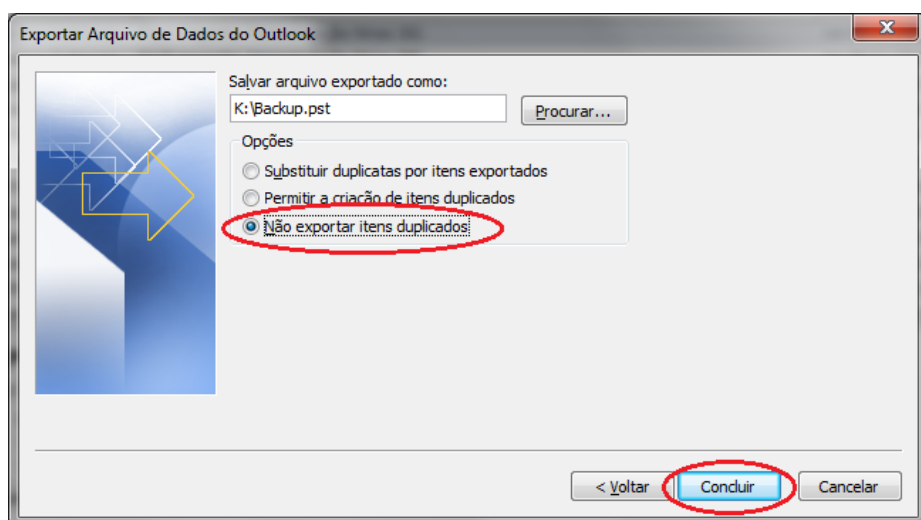 Exportar Arquivo de Dados do Outlook
Salvar arquivo exportado como:
K:\Backup.pst
Procurar...
Opções
Substituir duplicatas por itens exportados
Permitir a criação de itens duplicados
Não exportar itens duplicados
< Voltar
Concluir
Cancelar